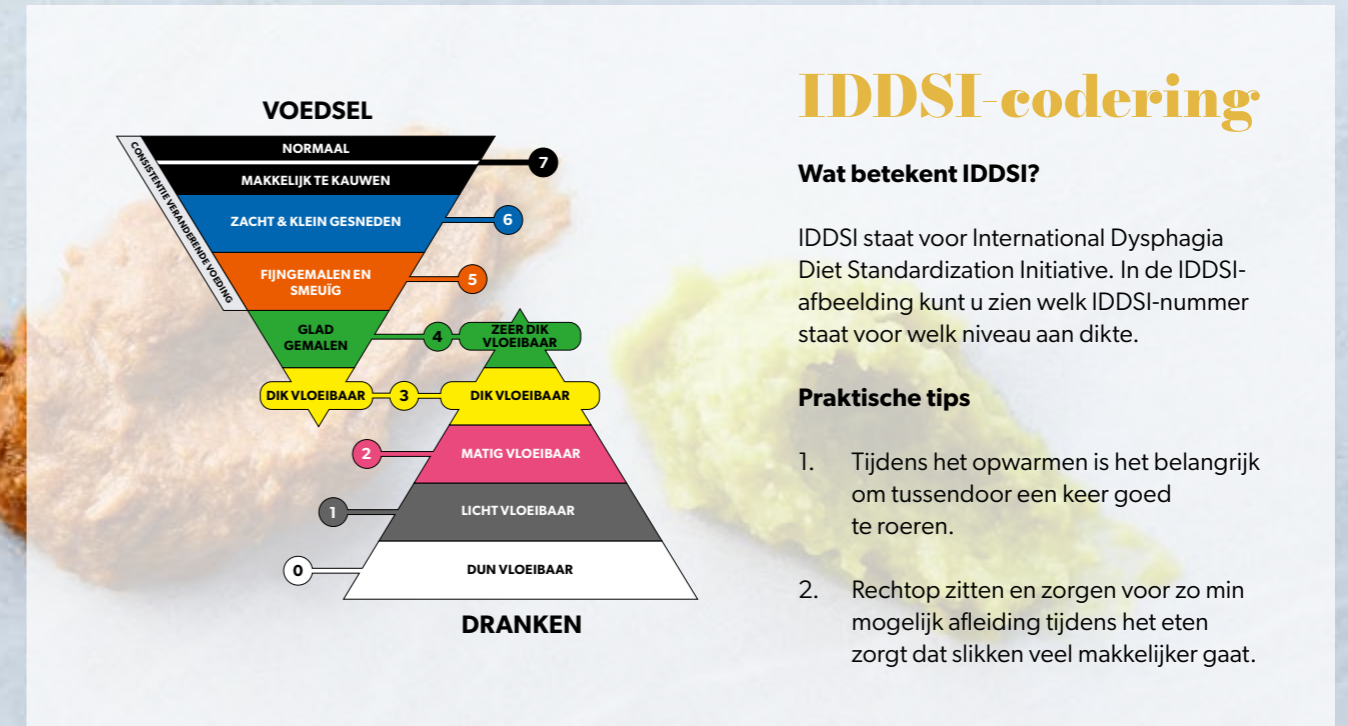 VOEDSEL
CONSISTENTIE VERANDERENDE VOEDING
NORMAAL
MAKKELIJK TE KAUWEN
7
ZACHT & KLEIN GESNEDEN
6
FIJNGEMALEN EN
SMEUÏG
5
GLAD
GEMALEN
4
ZEER DIK
VLOEIBAAR
DIK VLOEIBAAR
3
DIK VLOEIBAAR
2
MATIG VLOEIBAAR
1
LICHT VLOEIBAAR
0
DUN VLOEIBAAR
DRANKEN
IDDSI-codering
Wat betekent IDDSI?
IDDSI staat voor International Dysphagia
Diet Standardization Initiative. In de IDDSI-
afbeelding kunt u zien welk IDDSI-nummer
staat voor welk niveau aan dikte.
Praktische tips
1. Tijdens het opwarmen is het belangrijk
om tussendoor een keer goed
te roeren.
2. Rechtop zitten en zorgen voor zo min
mogelijk afleiding tijdens het eten
zorgt dat slikken veel makkelijker gaat.